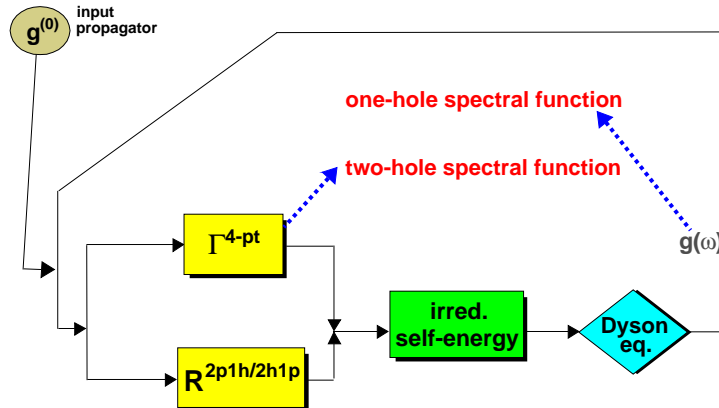 input
propagator
g(0)
one-hole spectral function
two-hole spectral function
Γ4-pt
g(ω)
irred.
self-energy
Dyson
eq.
R2p1h/2h1p